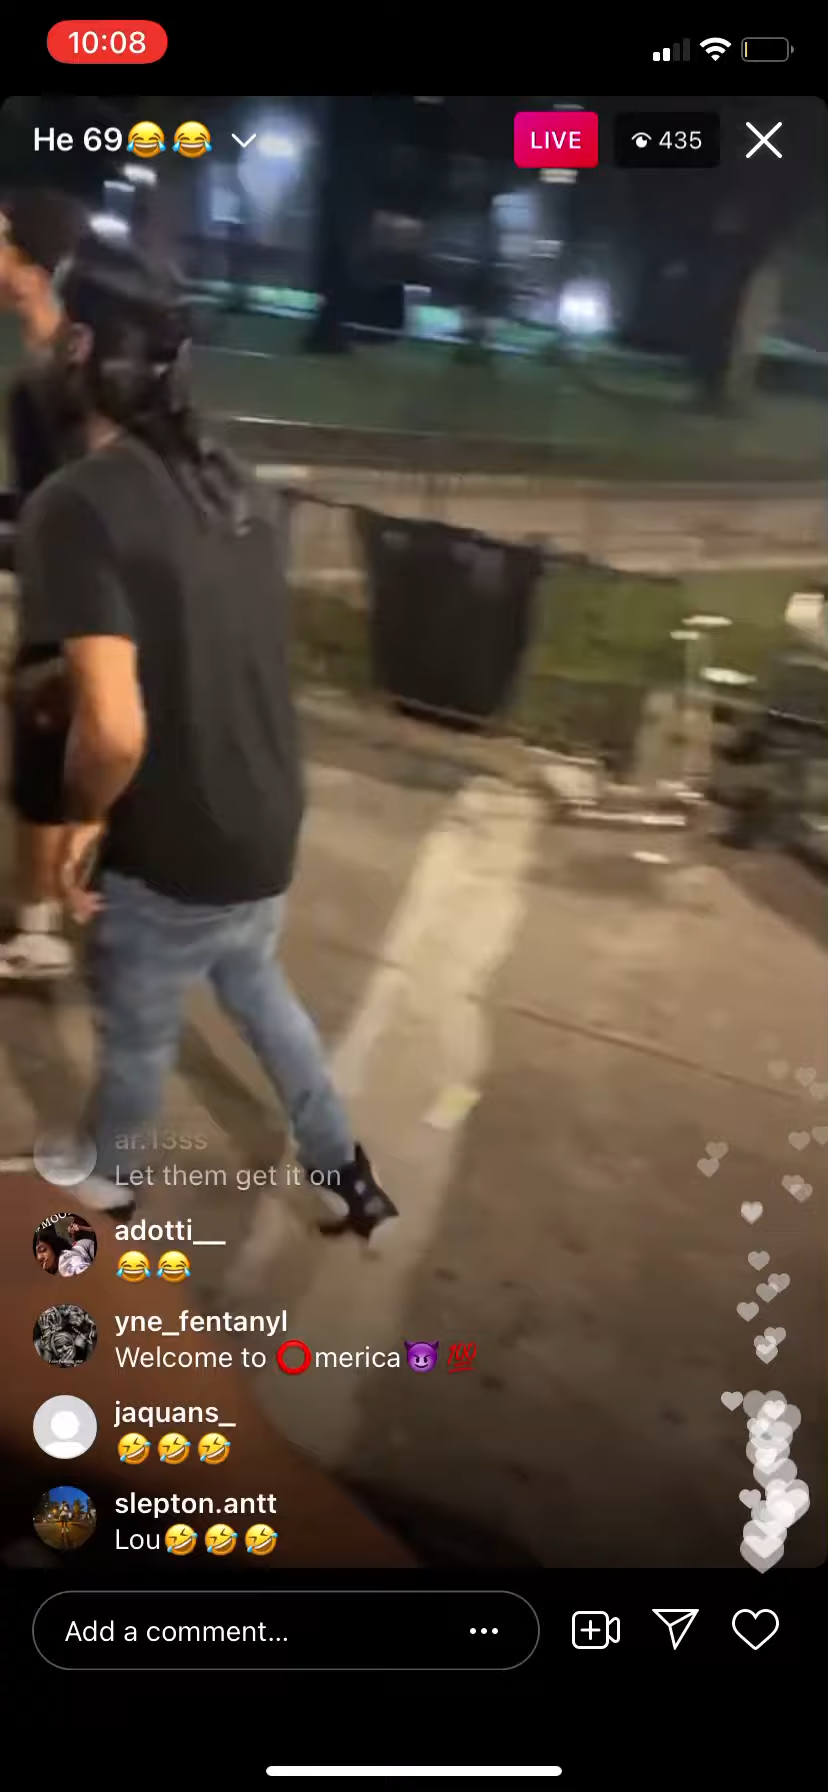 10:08
He 69😂😂
LIVE
435
ar.13ss
Let them get it on
adotti__
😂😂
yne_fentanyl
Welcome to ⭕merica😈💯
jaquans_
🤣🤣🤣
slepton.antt
Lou🤣🤣🤣
Add a comment...